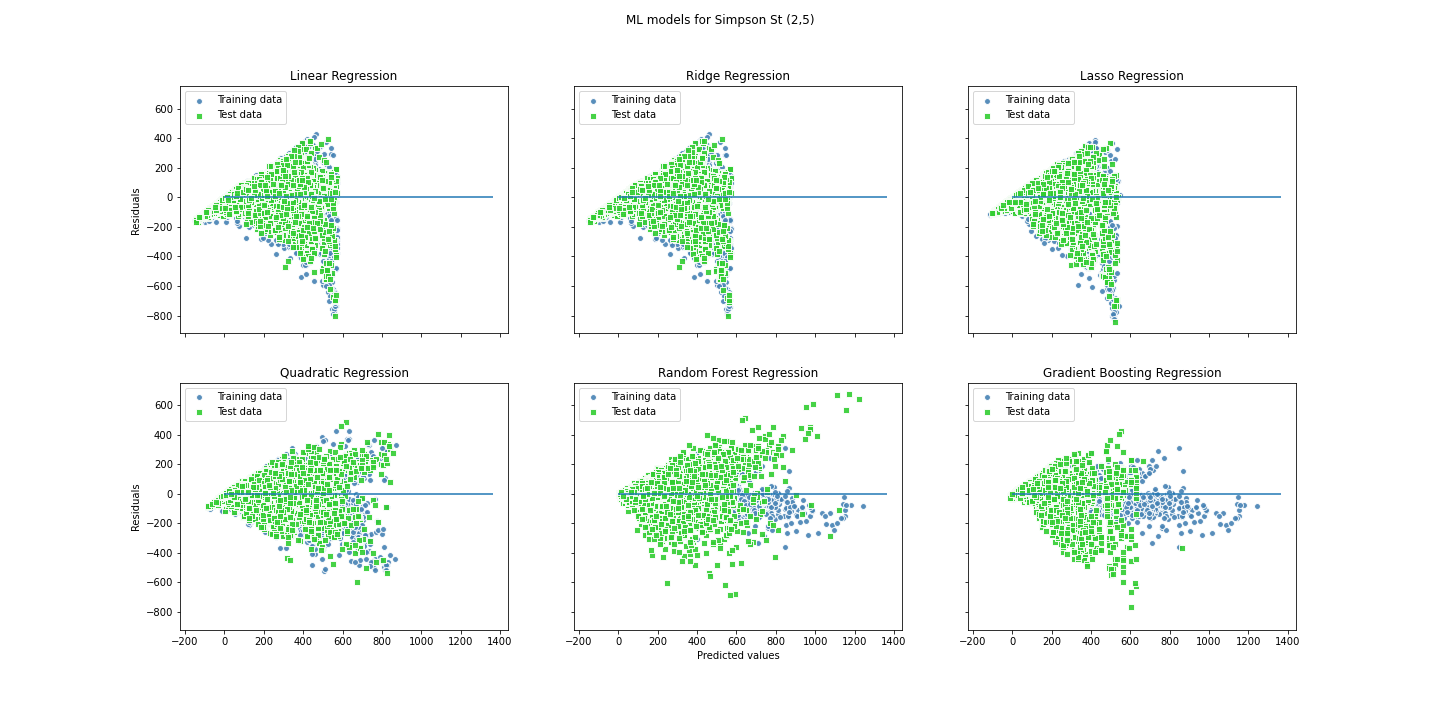 ML models for Simpson St (2,5)
Linear Regression
Training data
Test data
600
400
200
0
−200
−400
−600
−800
Residuals
Ridge Regression
Training data
Test data
Lasso Regression
Training data
Test data
Quadratic Regression
Training data
Test data
600
400
200
0
−200
−400
−600
−800
Residuals
−200 0 200 400 600 800 1000 1200 1400
Random Forest Regression
Training data
Test data
−200 0 200 400 600 800 1000 1200 1400
Predicted values
Gradient Boosting Regression
Training data
Test data
−200 0 200 400 600 800 1000 1200 1400